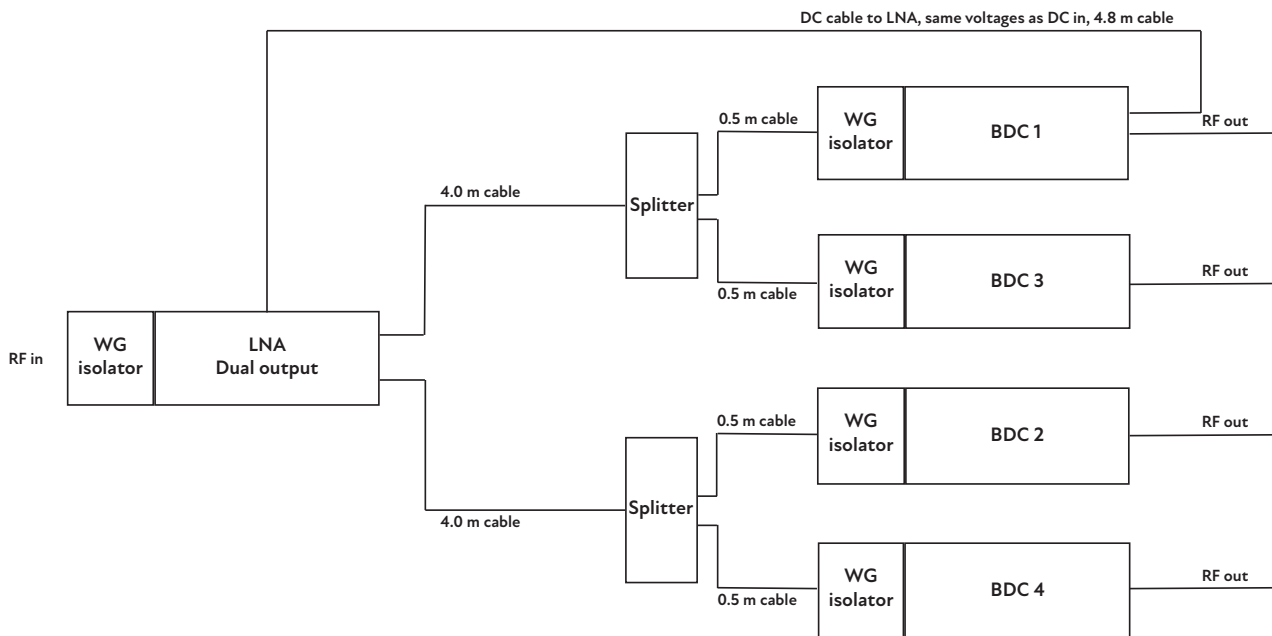 DC cable to LNA, same voltages as DC in, 4.8 m cable
0.5 m cable
WG
isolator
BDC 1
RF out
4.0 m cable
Splitter
0.5 m cable
WG
isolator
BDC 3
RF out
RF in
WG
isolator
LNA
Dual output
0.5 m cable
WG
isolator
BDC 2
RF out
4.0 m cable
Splitter
0.5 m cable
WG
isolator
BDC 4
RF out